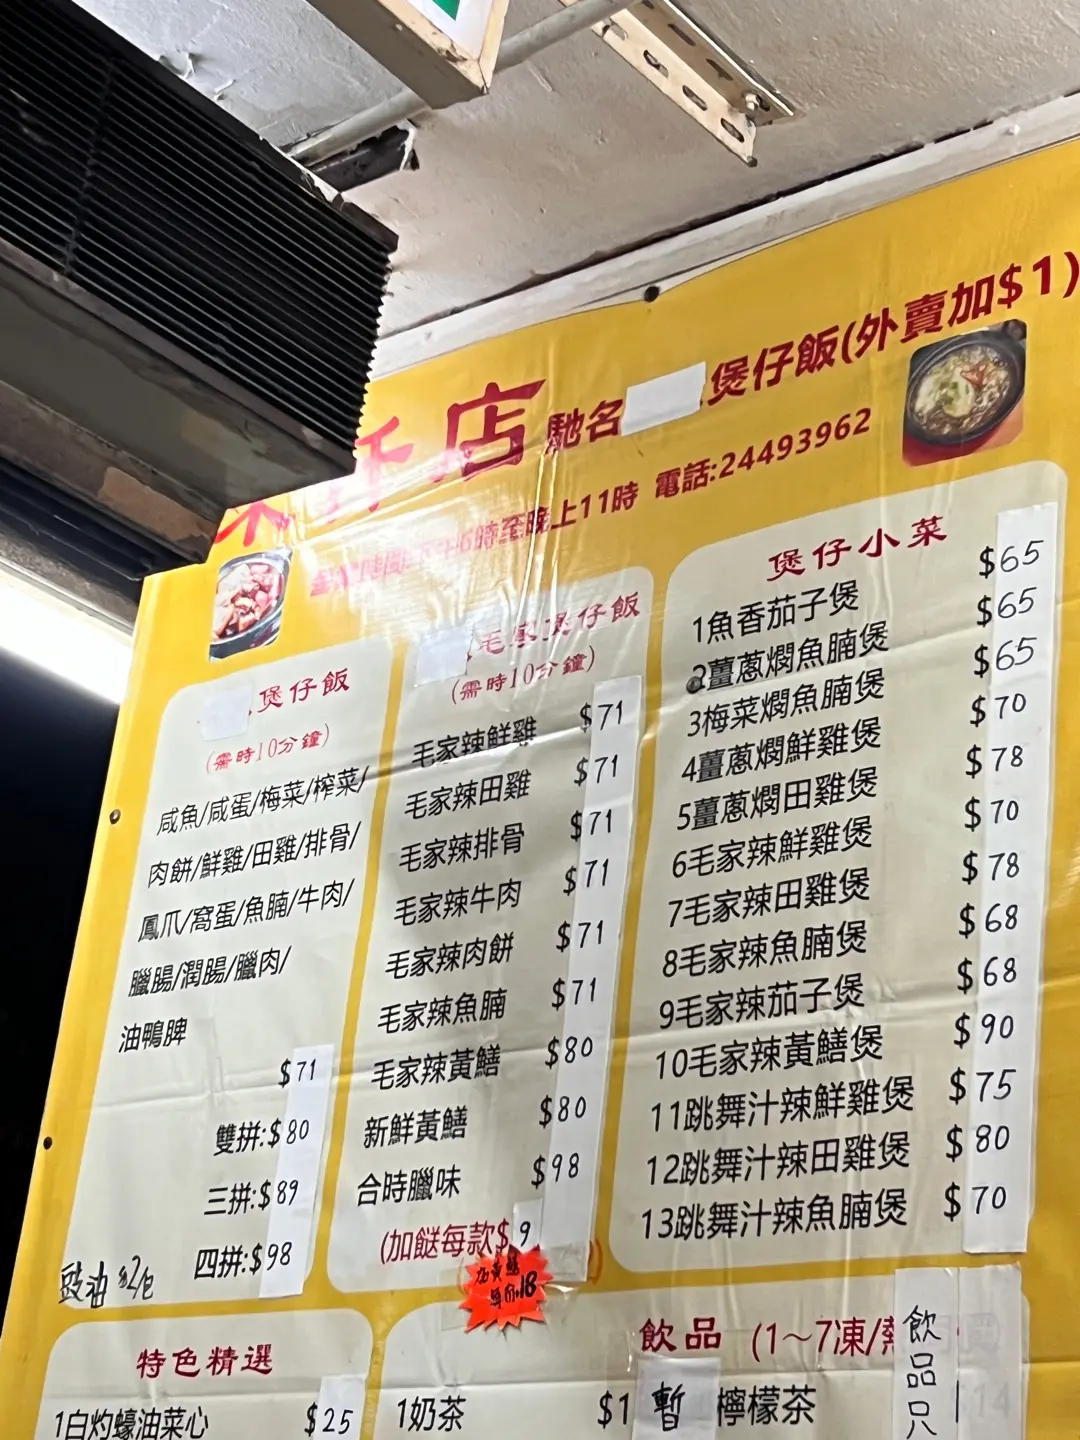 店 馳名 煲仔飯(外賣加$1)
6時至晚上11時 電話:24493962
煲仔飯
(需時10分鐘)
咸魚/咸蛋/梅菜/榨菜/
肉餅/鮮雞/田雞/排骨/
鳳爪/窩蛋/魚腩/牛肉/
臘腸/潤腸/臘肉/
油鴨脾
$71
雙拼:$80
三拼:$89
四拼:$98
豉油 $2/包
毛家煲仔飯
(需時10分鐘)
毛家辣鮮雞 $71
毛家辣田雞 $71
毛家辣排骨 $71
毛家辣牛肉 $71
毛家辣肉餅 $71
毛家辣魚腩 $71
毛家辣黃鱔 $80
新鮮黃鱔 $80
合時臘味 $98
(加餸每款$9
18
煲仔小菜
1魚香茄子煲 $65
2薑蔥燜魚腩煲 $65
3梅菜燜魚腩煲 $65
4薑蔥燜鮮雞煲 $70
5薑蔥燜田雞煲 $78
6毛家辣鮮雞煲 $70
7毛家辣田雞煲 $78
8毛家辣魚腩煲 $68
9毛家辣茄子煲 $68
10毛家辣黃鱔煲 $90
11跳舞汁辣鮮雞煲 $75
12跳舞汁辣田雞煲 $80
13跳舞汁辣魚腩煲 $70
特色精選
1白灼蠔油菜心 $25
飲品 (1～7凍/熱
1奶茶 $1
暫 檸檬茶
飲品只